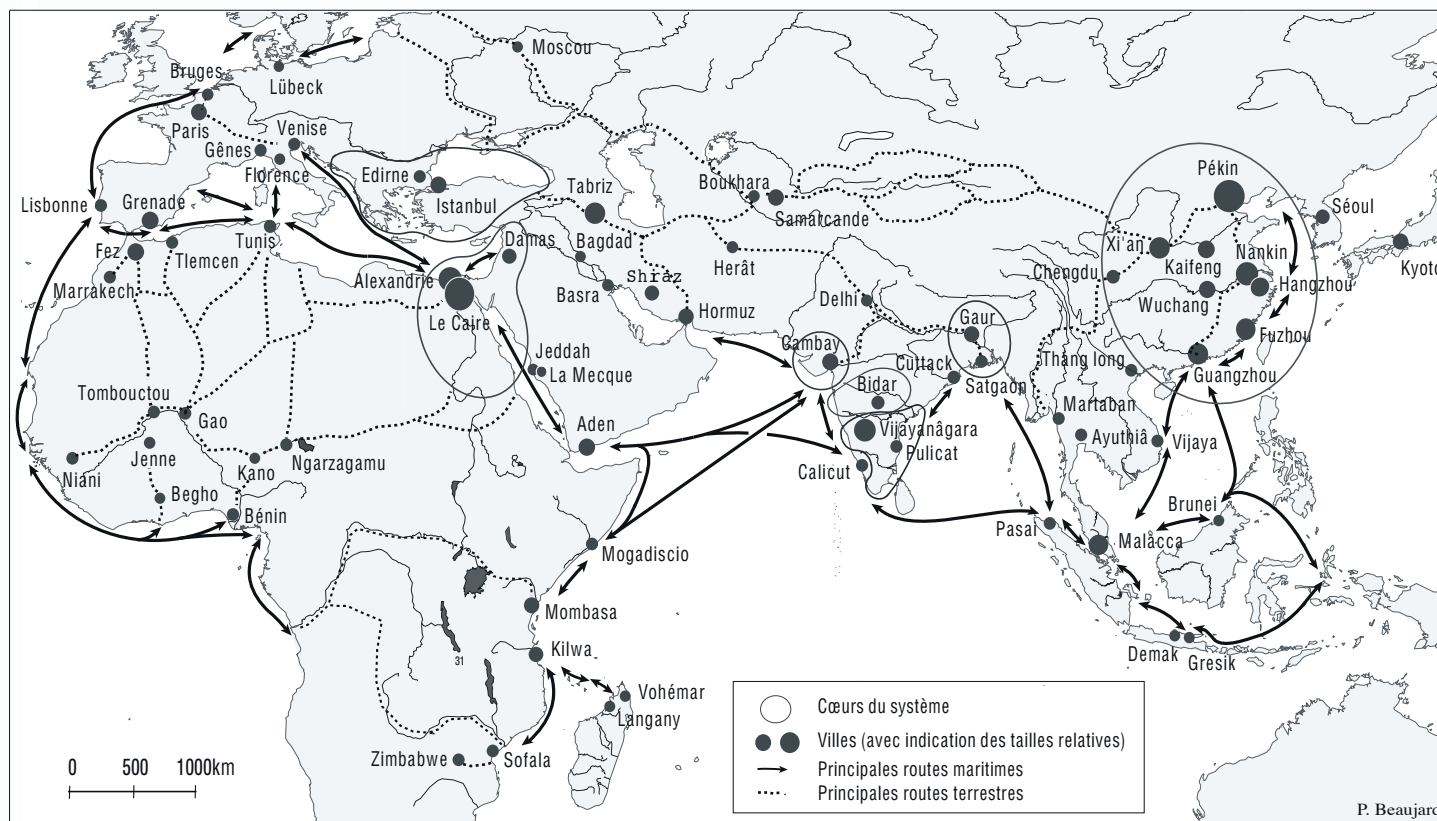 Moscou
Bruges
Lübeck
Paris
Venise
Gênes
Florence
Edirne
Istanbul
Lisbonne
Grenade
Fez
Tlemcen
Tunis
Marrakech
Alexandrie
Le Caire
Damas
Tabriz
Bagdad
Basra
Shiraz
Hormuz
Boukhara
Samarcande
Herât
Delhi
Pékin
Séoul
Kyoto
Xi'an
Kaifeng
Nankin
Hangzhou
Chengdu
Wuchang
Fuzhou
Guangzhou
Thang long
Gaur
Cambay
Cuttack
Satgaon
Bidar
Vijayanâgara
Pulicat
Calicut
Martaban
Ayuthiâ
Vijaya
Jeddah
La Mecque
Aden
Tombouctou
Gao
Jenne
Niani
Kano
Ngarzagamu
Begho
Bénin
Mogadiscio
Mombasa
Kilwa
31
Vohémar
Langany
Zimbabwe
Sofala
Pasai
Malacca
Brunei
Demak
Gresik
0 500 1000km
Cœurs du système
Villes (avec indication des tailles relatives)
Principales routes maritimes
Principales routes terrestres
P. Beaujard